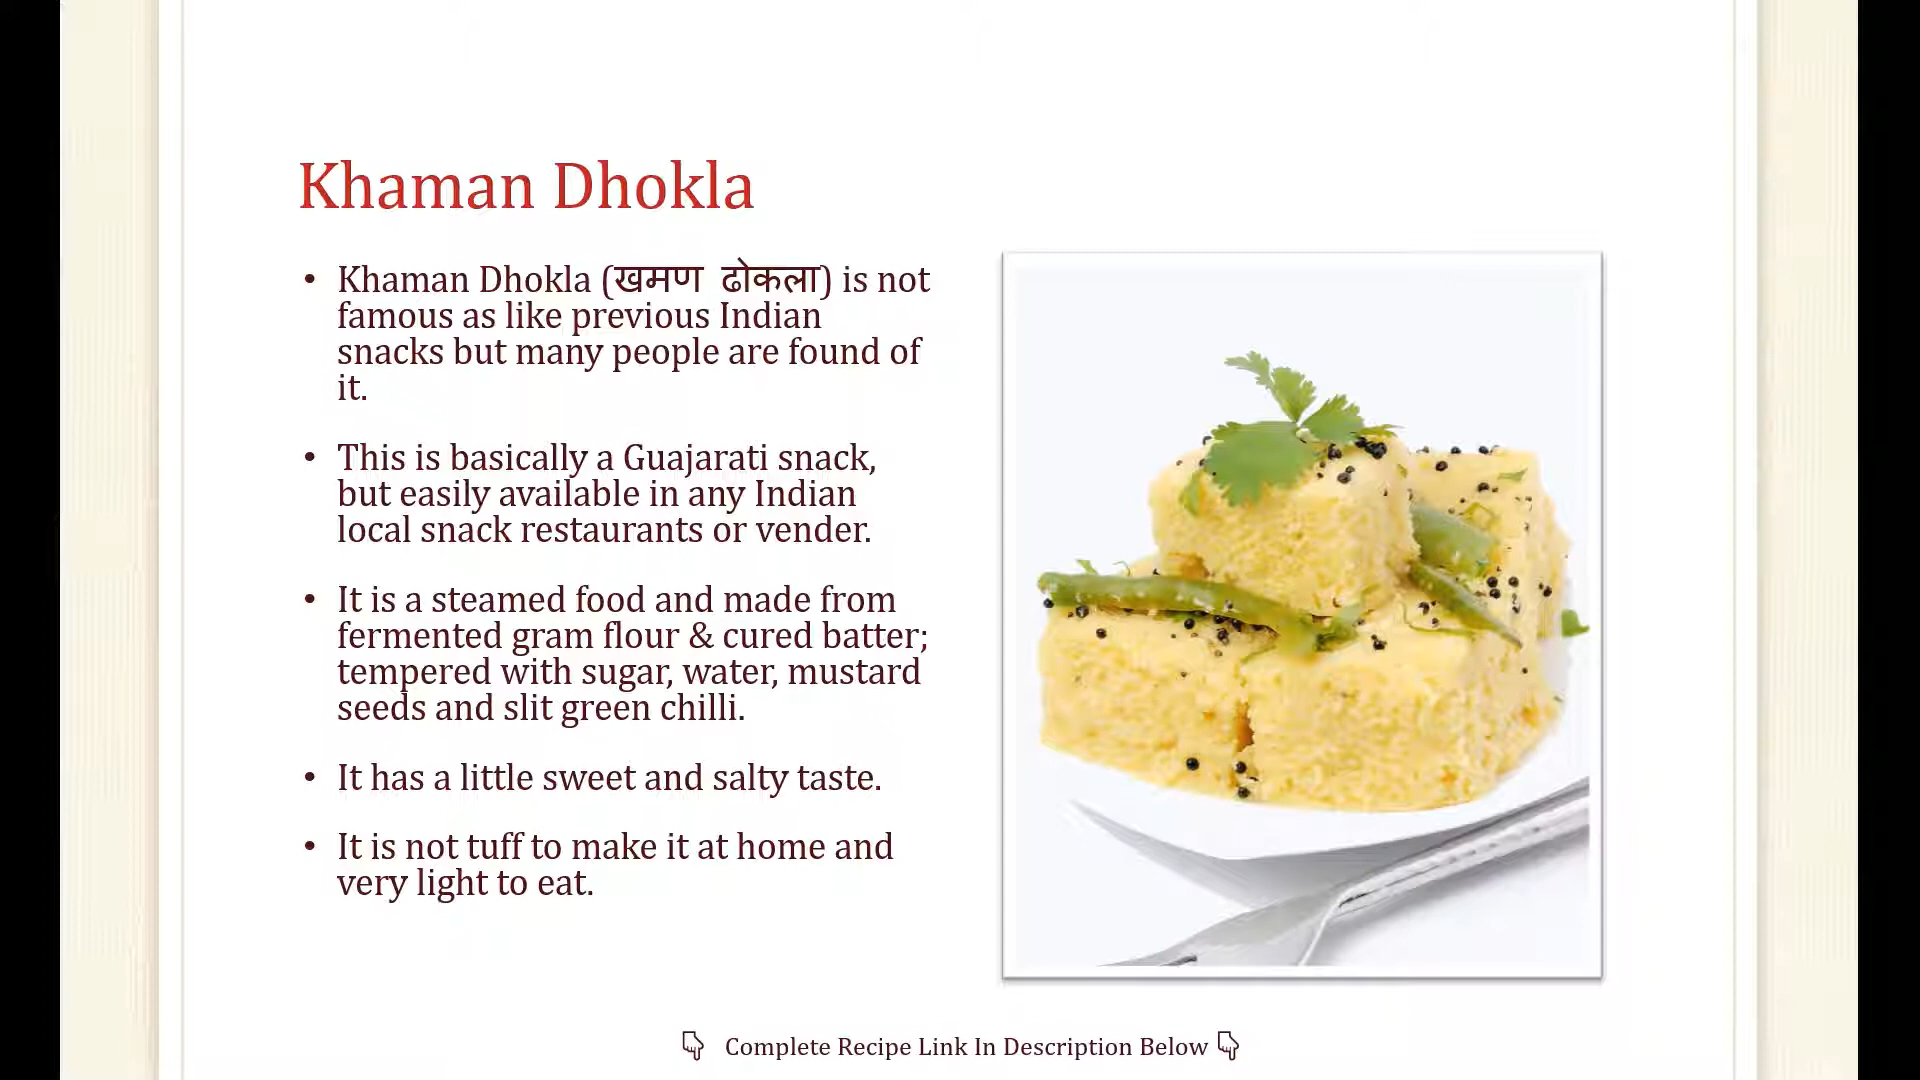 Khaman Dhokla
• Khaman Dhokla (खमण ढोकला) is not
famous as like previous Indian
snacks but many people are found of
it.
• This is basically a Guajarati snack,
but easily available in any Indian
local snack restaurants or vender.
• It is a steamed food and made from
fermented gram flour & cured batter;
tempered with sugar, water, mustard
seeds and slit green chilli.
• It has a little sweet and salty taste.
• It is not tuff to make it at home and
very light to eat.
Complete Recipe Link In Description Below